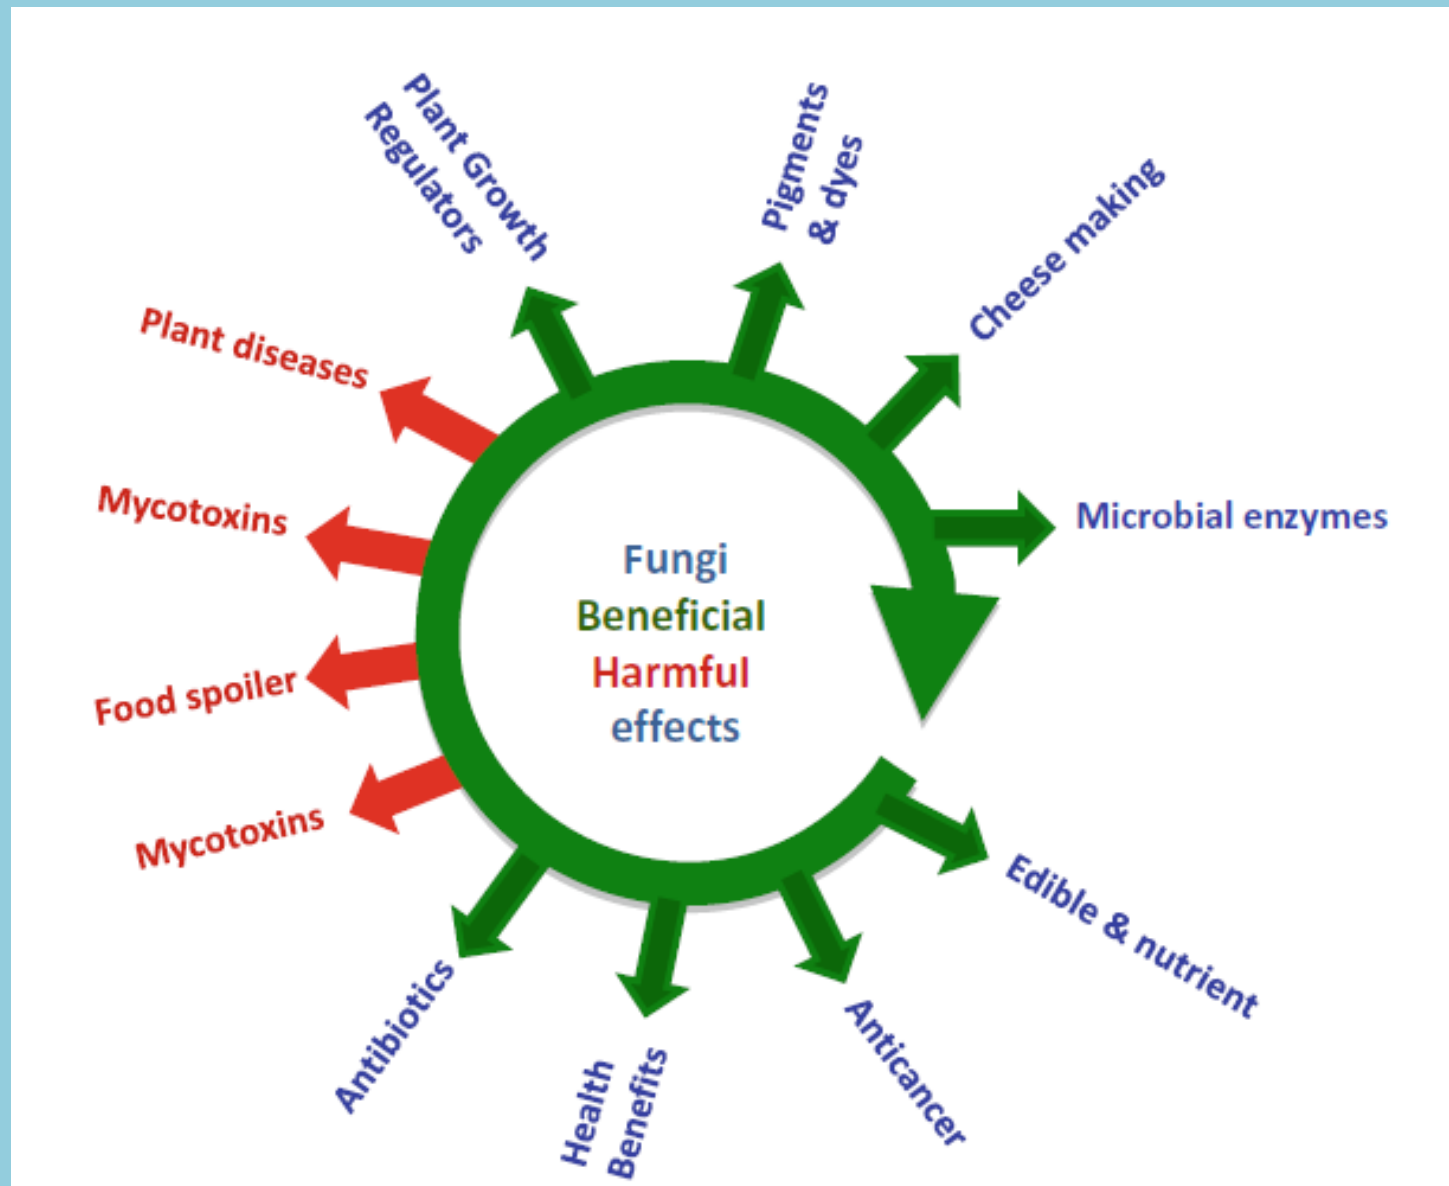 Fungi
Beneficial
Harmful
effects
Plant Growth
Regulators
Pigments
& dyes
Cheese making
Microbial enzymes
Edible & nutrient
Anticancer
Health
Benefits
Antibiotics
Mycotoxins
Food spoiler
Mycotoxins
Plant diseases